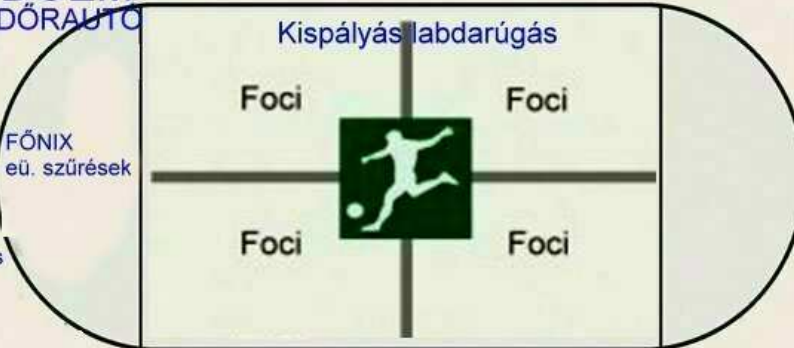 DŐRAUTÓ
Kispályás labdarúgás
Foci
Foci
FŐNIX
eü. szűrések
Foci
Foci